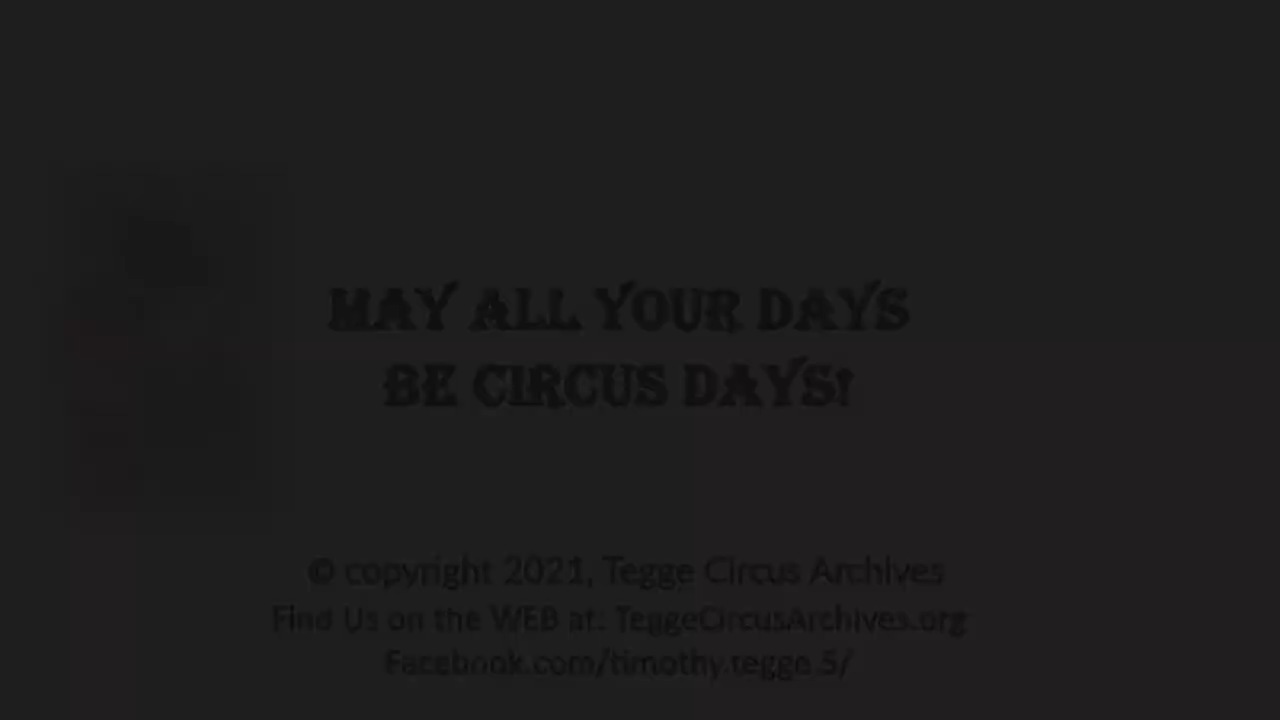 MAY ALL YOUR DAYS
BE CIRCUS DAYS!
© copyright 2021, Tegge Circus Archives
Find Us on the WEB at: TeggeCircusArchives.org
Facebook.com/timothy.tegge.5/